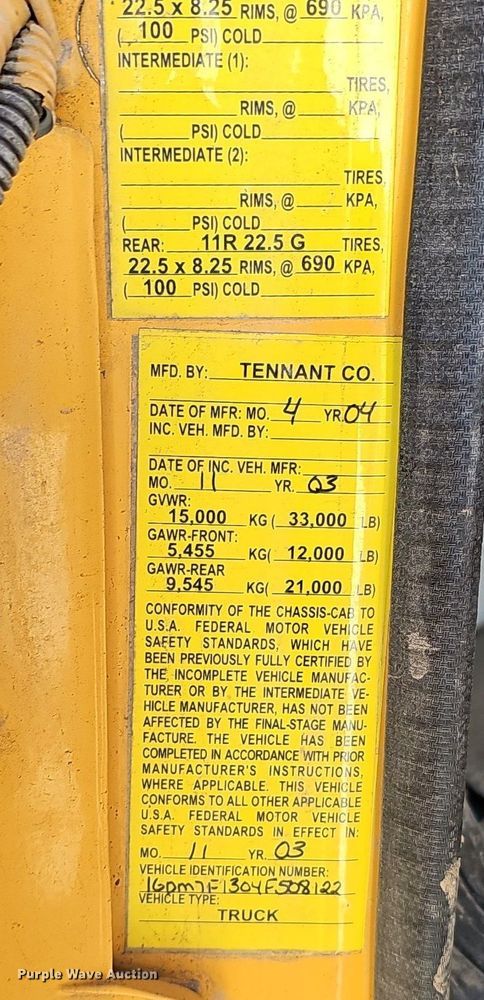 22.5 x 8.25 RIMS, @ 690 KPA,
( 100 PSI) COLD
INTERMEDIATE (1):
TIRES,
RIMS, @ KPA,
( PSI) COLD
INTERMEDIATE (2):
TIRES
RIMS, @ KPA,
( PSI) COLD
REAR: 11R 22.5 G TIRES,
22.5 x 8.25 RIMS, @ 690 KPA,
( 100 PSI) COLD
MFD. BY: TENNANT CO.
DATE OF MFR: MO. 4 YR. 04
INC. VEH. MFD. BY:
DATE OF INC. VEH. MFR:
MO. 11 YR. 03
GVWR:
15,000 KG ( 33,000 LB)
GAWR-FRONT:
5,455 KG( 12,000 LB)
GAWR-REAR
9,545 KG( 21,000 LB)
CONFORMITY OF THE CHASSIS-CAB TO
U.S.A. FEDERAL MOTOR VEHICLE
SAFETY STANDARDS, WHICH HAVE
BEEN PREVIOUSLY FULLY CERTIFIED BY
THE INCOMPLETE VEHICLE MANUFAC-
TURER OR BY THE INTERMEDIATE VE-
HICLE MANUFACTURER, HAS NOT BEEN
AFFECTED BY THE FINAL-STAGE MANU-
FACTURE. THE VEHICLE HAS BEEN
COMPLETED IN ACCORDANCE WITH PRIOR
MANUFACTURER'S INSTRUCTIONS,
WHERE APPLICABLE. THIS VEHICLE
CONFORMS TO ALL OTHER APPLICABLE
U.S.A. FEDERAL MOTOR VEHICLE
SAFETY STANDARDS IN EFFECT IN:
MO. 11 YR. 03
VEHICLE IDENTIFICATION NUMBER:
1GDM7F1304F508122
VEHICLE TYPE:
TRUCK
Purple Wave Auction